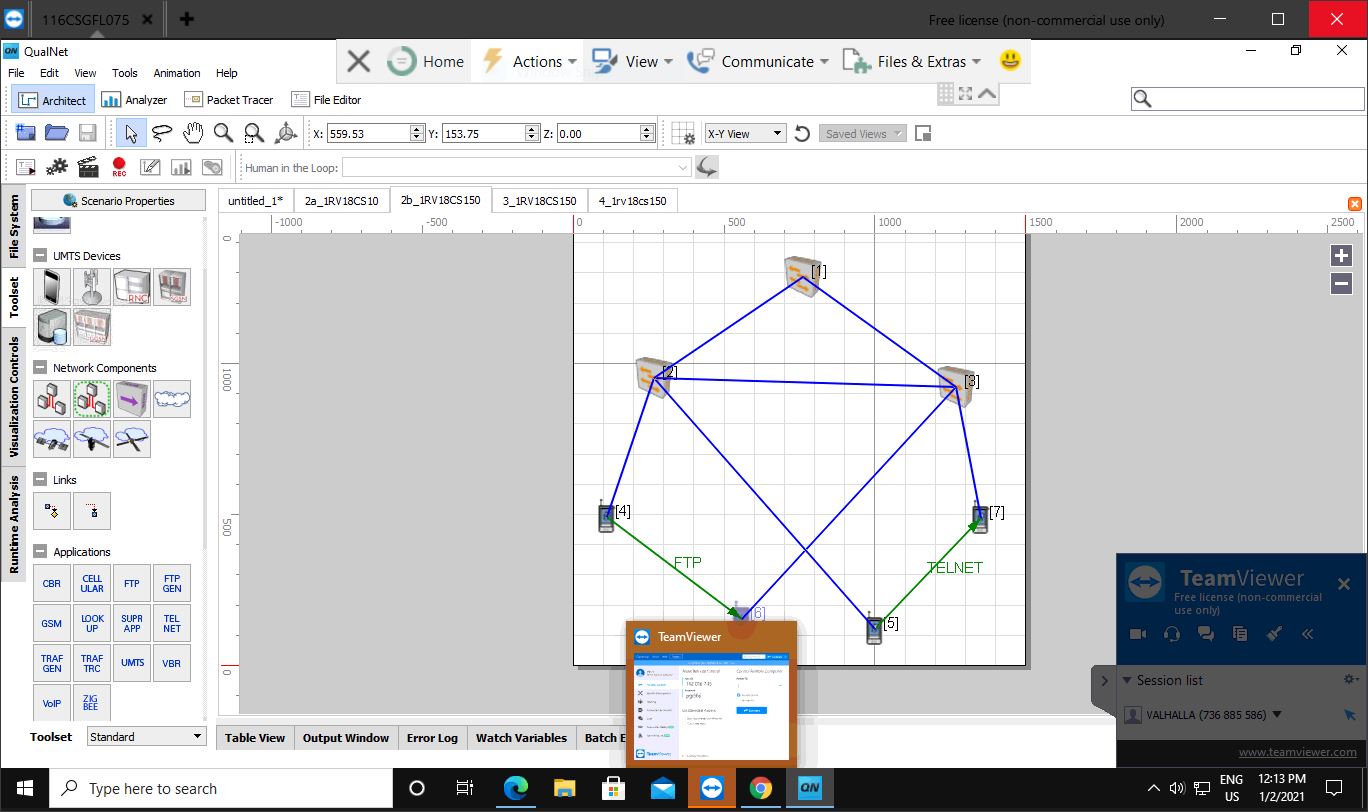 116CSGFL075
Free license (non-commercial use only)
QN QualNet
File Edit View Tools Animation Help
Home Actions View Communicate Files & Extras
Architect Analyzer Packet Tracer File Editor
X: 559.53 Y: 153.75 Z: 0.00 X-Y View Saved Views
REC Human in the Loop:
Scenario Properties
untitled_1* 2a_1RV18CS10 2b_1RV18CS150 3_1RV18CS150 4_1rv18cs150
-1000 -500 0 500 1000 1500 2000 2500
File System
Toolset
Visualization Controls
Runtime Analysis
UMTS Devices
RNC
Network Components
Links
Applications
CBR CELLULAR FTP FTP GEN
GSM LOOK UP SUPR APP TEL NET
TRAF GEN TRAF TRC UMTS VBR
VoIP ZIG BEE
Toolset Standard
0
1000
500
0
[1]
[2] [3]
[4] [7]
FTP TELNET
[6] [5]
Table View Output Window Error Log Watch Variables Batch E
TeamViewer
TeamViewer
TeamViewer
Free license (non-commercial
use only)
Session list
VALHALLA (736 885 586)
www.teamviewer.com
Type here to search
QN
ENG
US
12:13 PM
1/2/2021